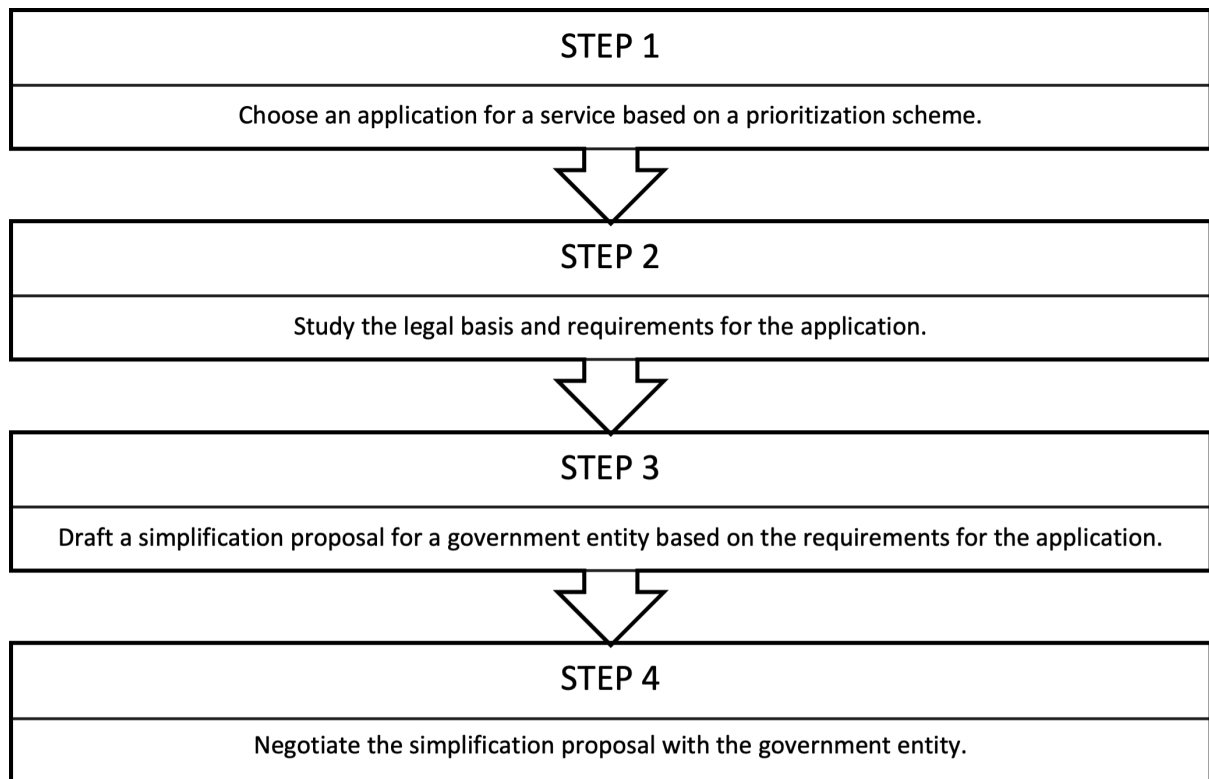 STEP 1
Choose an application for a service based on a prioritization scheme.
STEP 2
Study the legal basis and requirements for the application.
STEP 3
Draft a simplification proposal for a government entity based on the requirements for the application.
STEP 4
Negotiate the simplification proposal with the government entity.